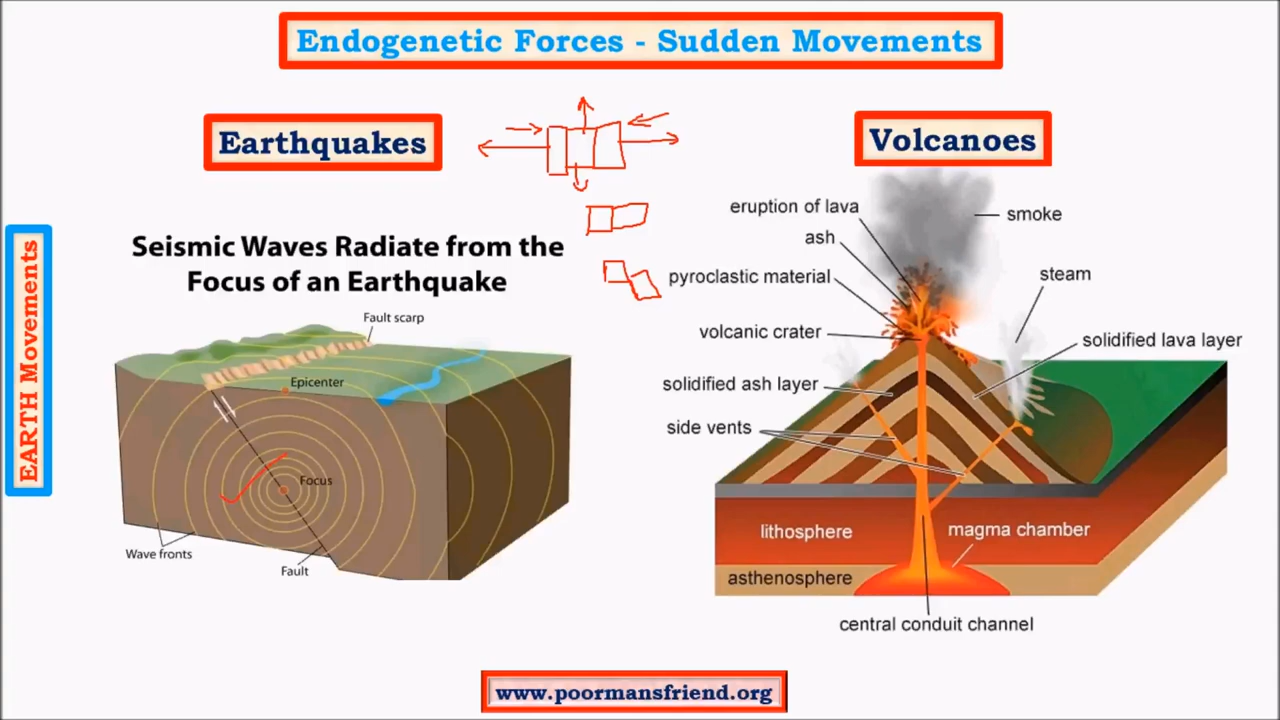 Endogenetic Forces - Sudden Movements
Earthquakes
Volcanoes
EARTH Movements
Seismic Waves Radiate from the
Focus of an Earthquake
Fault scarp
Epicenter
Focus
Wave fronts
Fault
eruption of lava
smoke
ash
steam
pyroclastic material
volcanic crater
solidified lava layer
solidified ash layer
side vents
lithosphere
magma chamber
asthenosphere
central conduit channel
www.poormansfriend.org